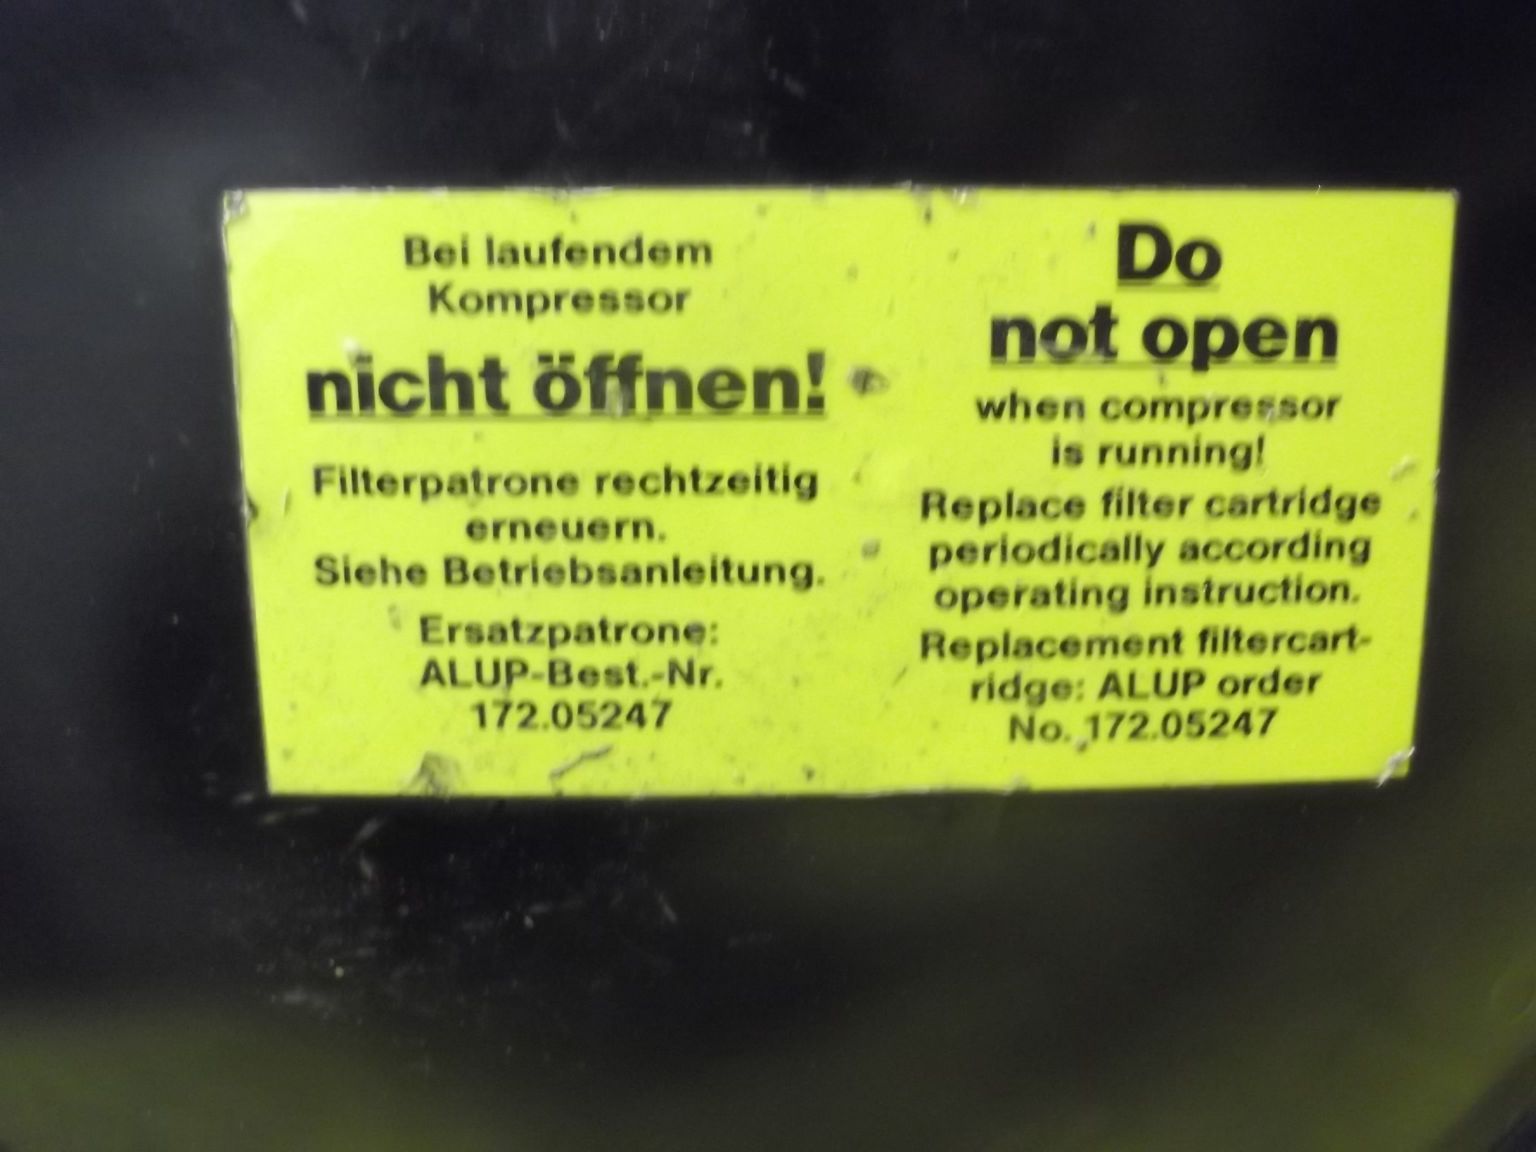 Bei laufendem
Kompressor
nicht öffnen!
Filterpatrone rechtzeitig
erneuern.
Siehe Betriebsanleitung.
Ersatzpatrone:
ALUP-Best.-Nr.
172.05247
Do
not open
when compressor
is running!
Replace filter cartridge
periodically according
operating instruction.
Replacement filtercart-
ridge: ALUP order
No. 172.05247